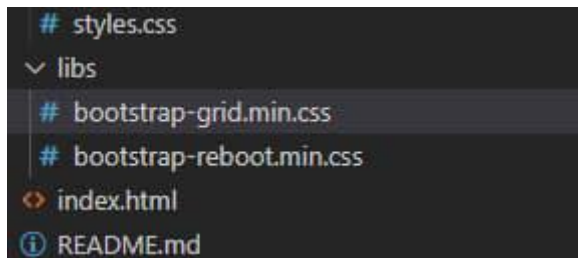 # styles.css
libs
# bootstrap-grid.min.css
# bootstrap-reboot.min.css
<> index.html
README.md